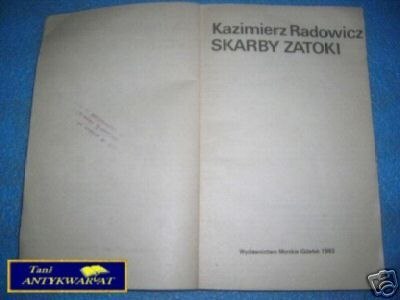 Kazimierz Radowicz
SKARBY ZATOKI
Wydawnictwo Morskie Gdańsk 1983
Tani
ANTYKWARIAT